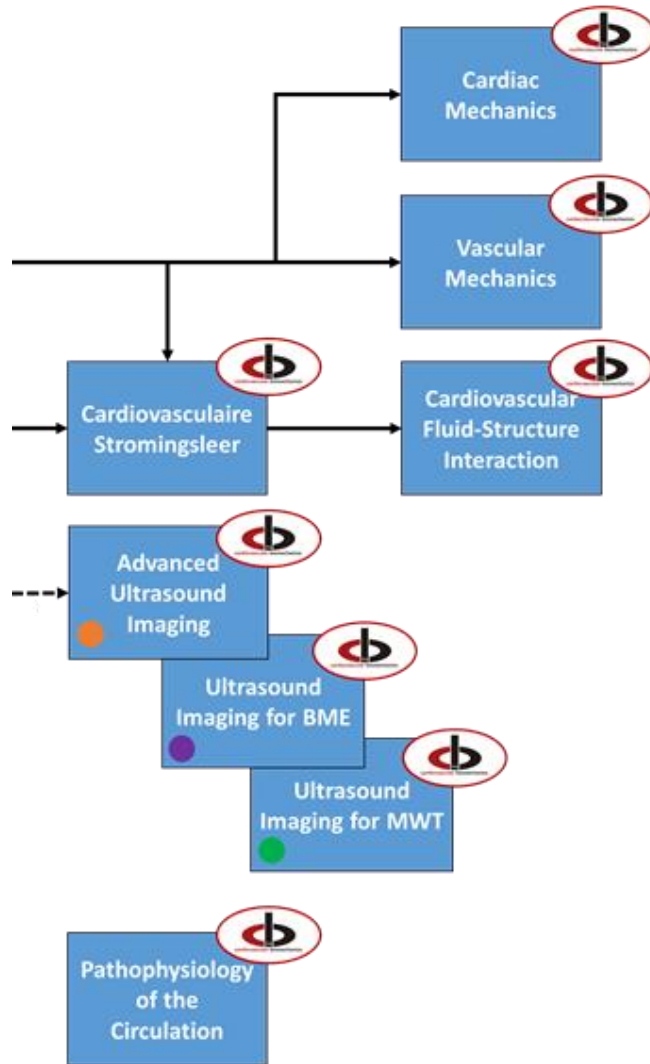 Cardiac
Mechanics
Vascular
Mechanics
Cardiovasculaire
Stromingsleer
Cardiovascular
Fluid-Structure
Interaction
Advanced
Ultrasound
Imaging
Ultrasound
Imaging for BME
Ultrasound
Imaging for MWT
Pathophysiology
of the
Circulation